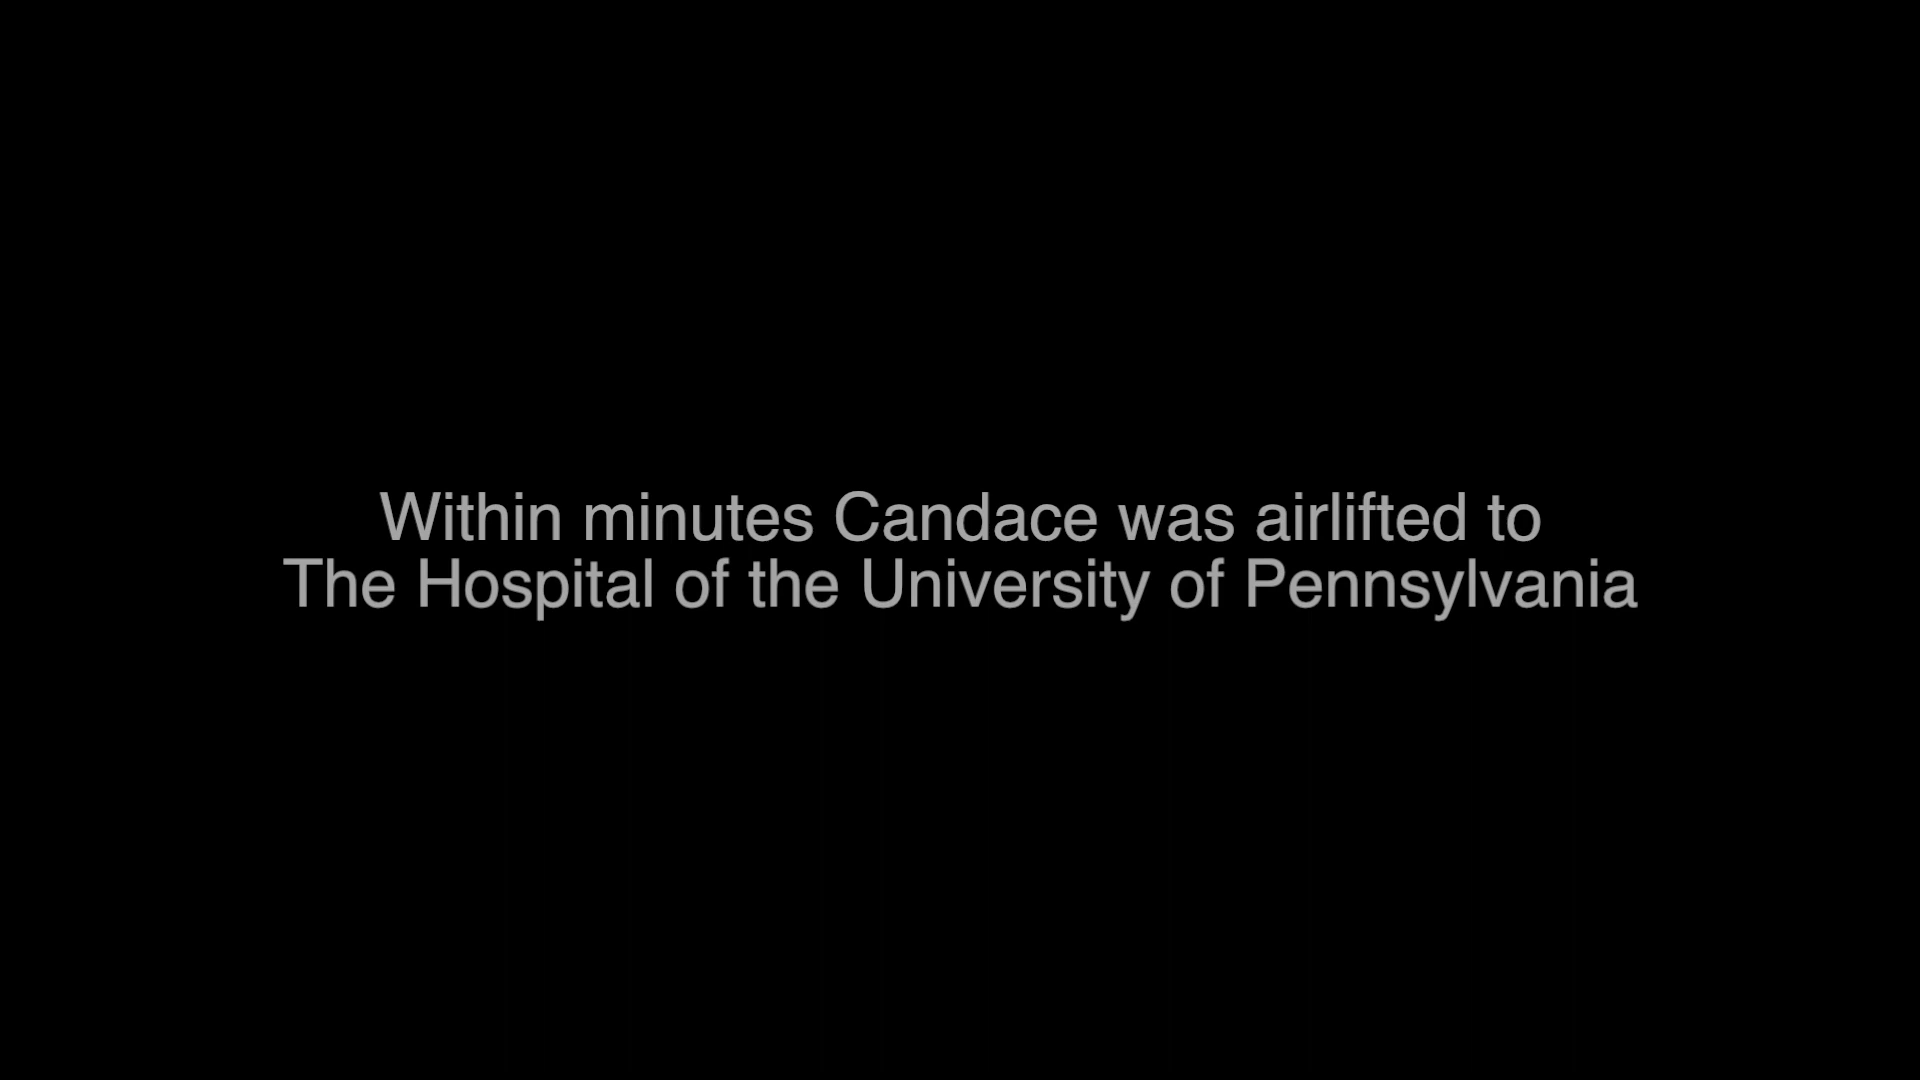 Within minutes Candace was airlifted to
The Hospital of the University of Pennsylvania